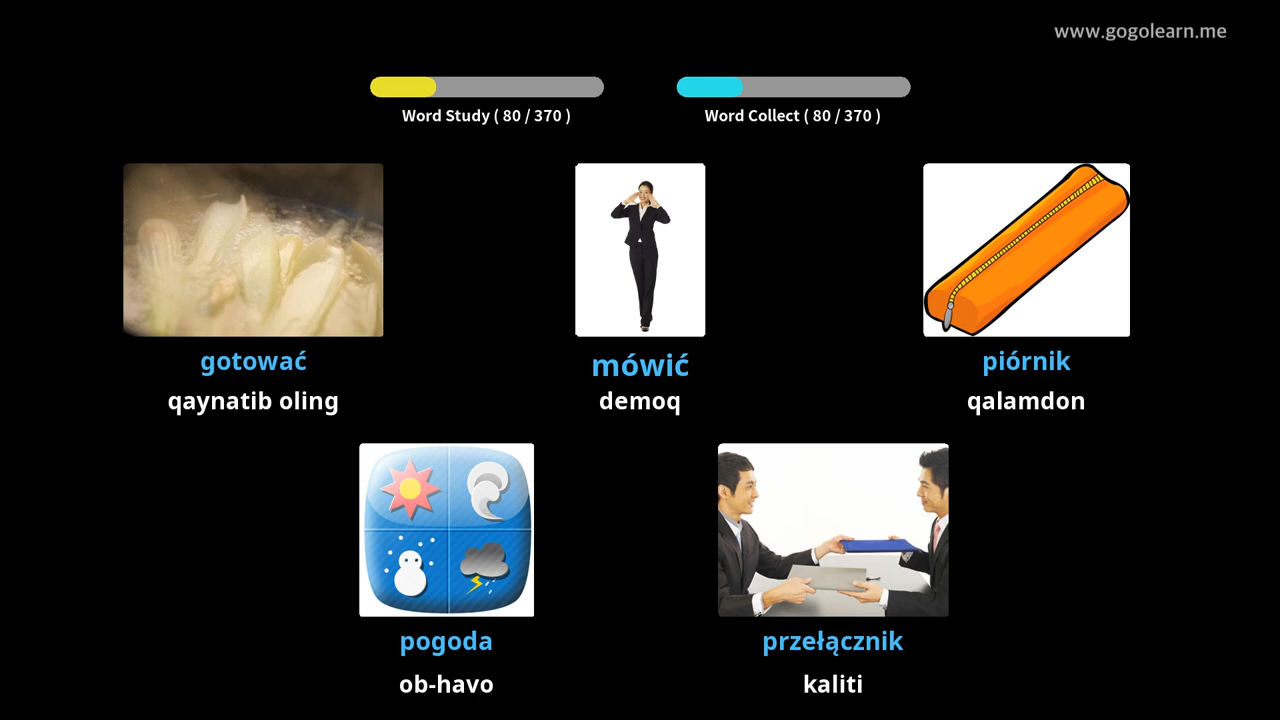 www.gogolearn.me
Word Study ( 80 / 370 )
Word Collect ( 80 / 370 )
gotować
mówić
piórnik
qaynatib oling
demoq
qalamdon
pogoda
przełącznik
ob-havo
kaliti